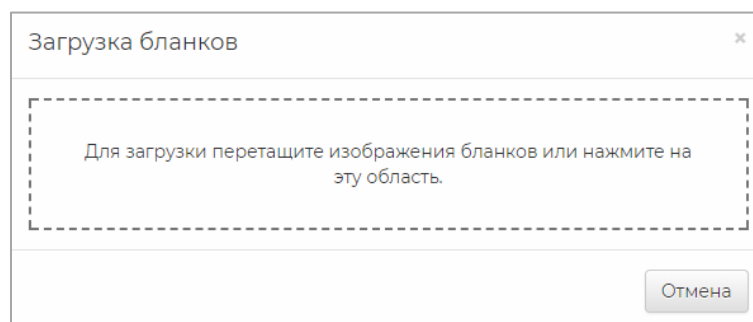 Загрузка бланков
×
Для загрузки перетащите изображения бланков или нажмите на
эту область.
Отмена